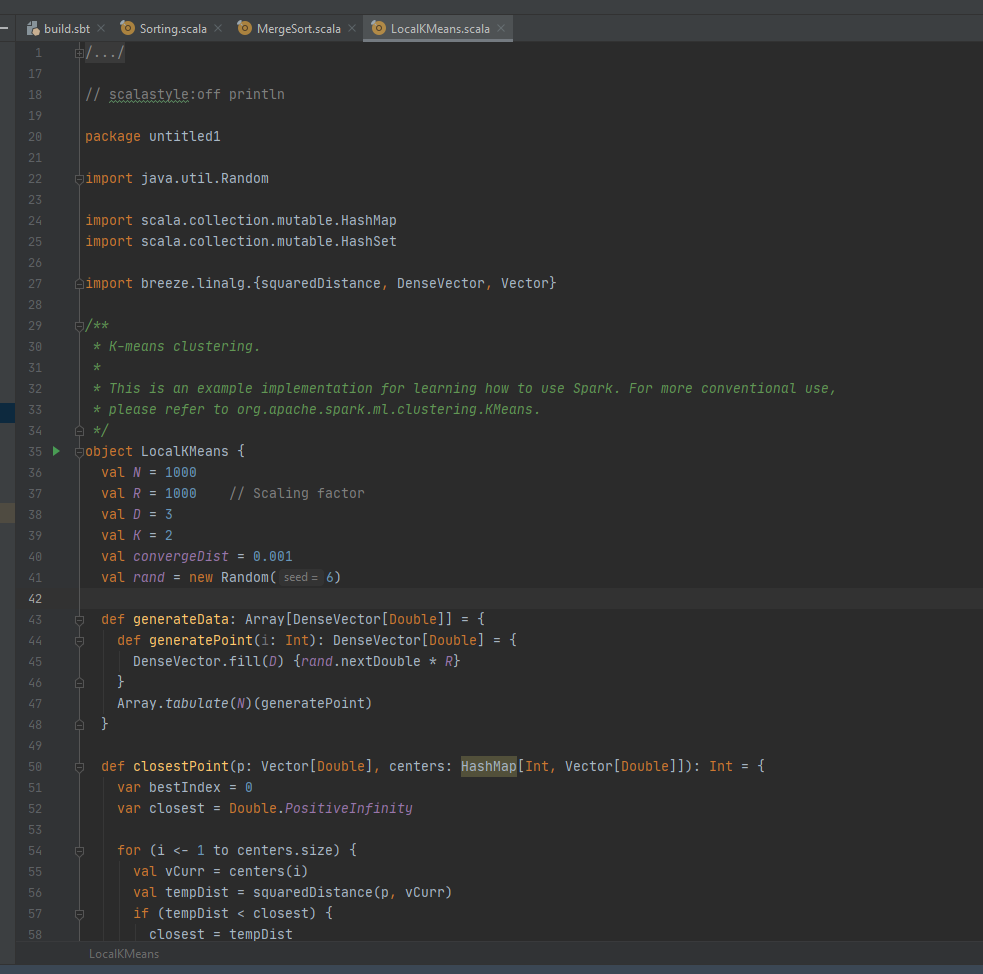 build.sbt Sorting.scala MergeSort.scala LocalKMeans.scala
1 /.../
17
18 // scalastyle:off println
19
20 package untitled1
21
22 import java.util.Random
23
24 import scala.collection.mutable.HashMap
25 import scala.collection.mutable.HashSet
26
27 import breeze.linalg.{squaredDistance, DenseVector, Vector}
28
29 /**
30 * K-means clustering.
31 *
32 * This is an example implementation for learning how to use Spark. For more conventional use,
33 * please refer to org.apache.spark.ml.clustering.KMeans.
34 */
35 object LocalKMeans {
36 val N = 1000
37 val R = 1000 // Scaling factor
38 val D = 3
39 val K = 2
40 val convergeDist = 0.001
41 val rand = new Random( seed = 6)
42
43 def generateData: Array[DenseVector[Double]] = {
44 def generatePoint(i: Int): DenseVector[Double] = {
45 DenseVector.fill(D) {rand.nextDouble * R}
46 }
47 Array.tabulate(N)(generatePoint)
48 }
49
50 def closestPoint(p: Vector[Double], centers: HashMap[Int, Vector[Double]]): Int = {
51 var bestIndex = 0
52 var closest = Double.PositiveInfinity
53
54 for (i <- 1 to centers.size) {
55 val vCurr = centers(i)
56 val tempDist = squaredDistance(p, vCurr)
57 if (tempDist < closest) {
58 closest = tempDist
LocalKMeans